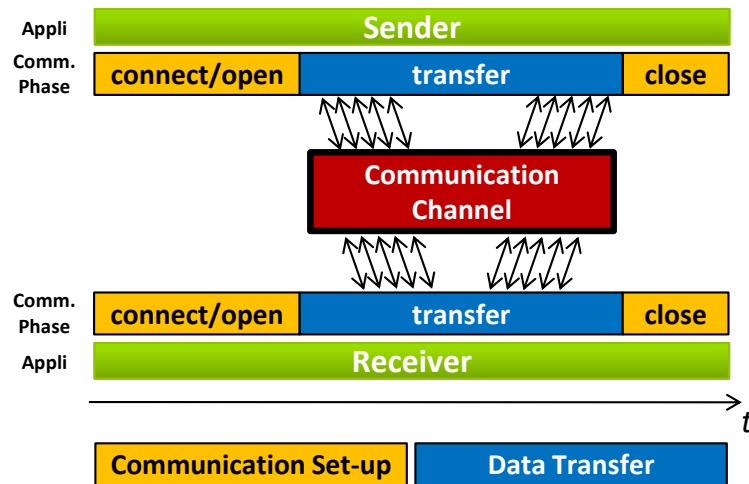 Appli
Sender
Comm.
Phase
connect/open
transfer
close
Communication
Channel
Comm.
Phase
connect/open
transfer
close
Appli
Receiver
t
Communication Set-up
Data Transfer